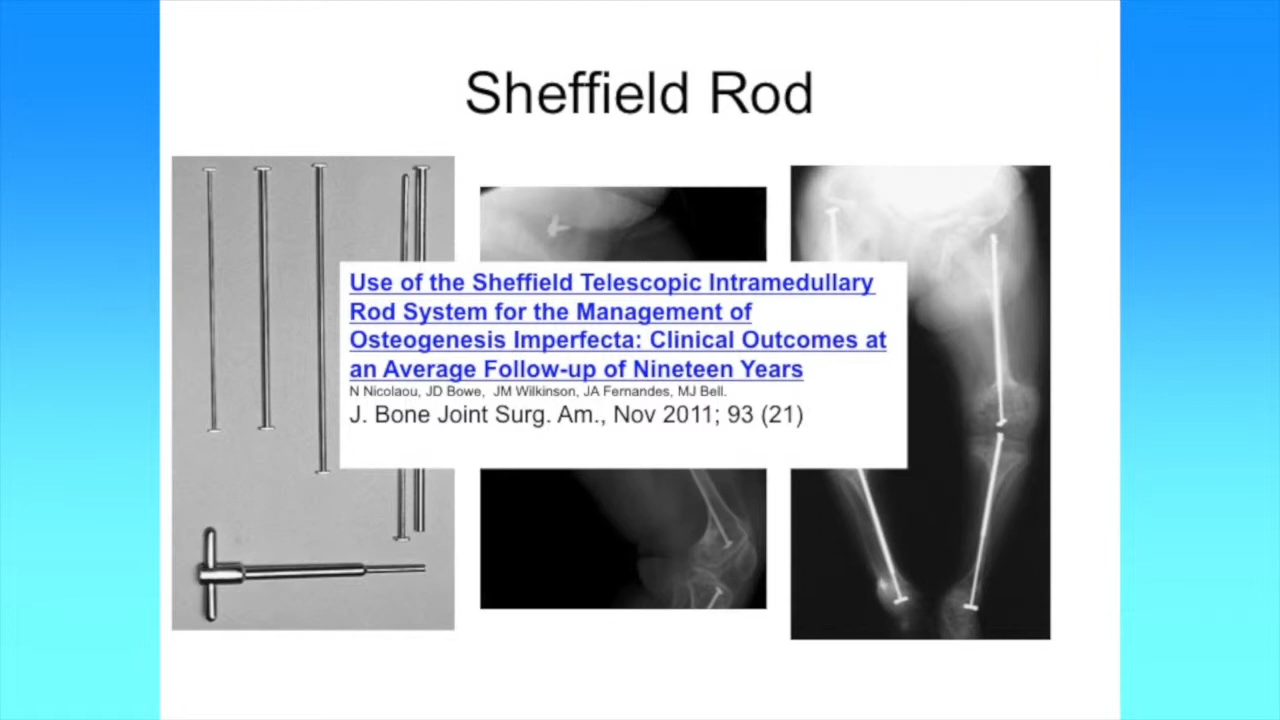 Sheffield Rod
Use of the Sheffield Telescopic Intramedullary
Rod System for the Management of
Osteogenesis Imperfecta: Clinical Outcomes at
an Average Follow-up of Nineteen Years
N Nicolaou, JD Bowe, JM Wilkinson, JA Fernandes, MJ Bell.
J. Bone Joint Surg. Am., Nov 2011; 93 (21)